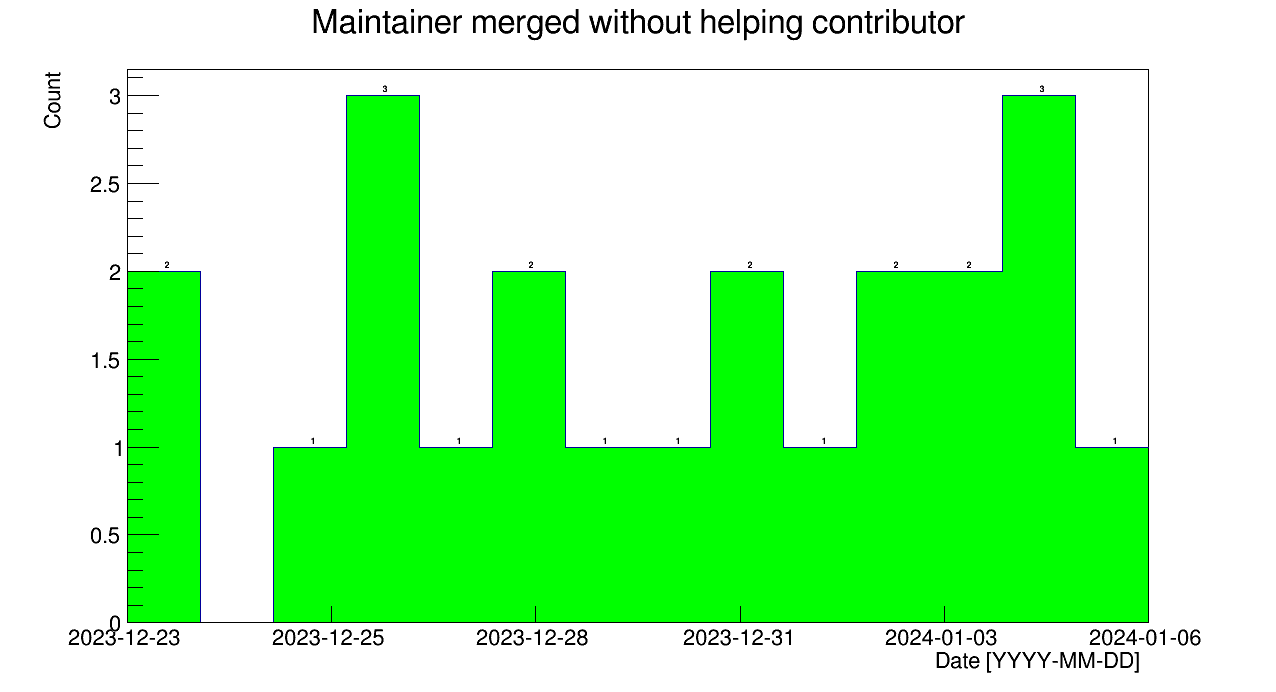 Maintainer merged without helping contributor
Count
3
2.5
2
1.5
1
0.5
0
2 1 3 1 2 1 1 2 1 2 2 3 1
2023-12-23 2023-12-25 2023-12-28 2023-12-31 2024-01-03 2024-01-06
Date [YYYY-MM-DD]